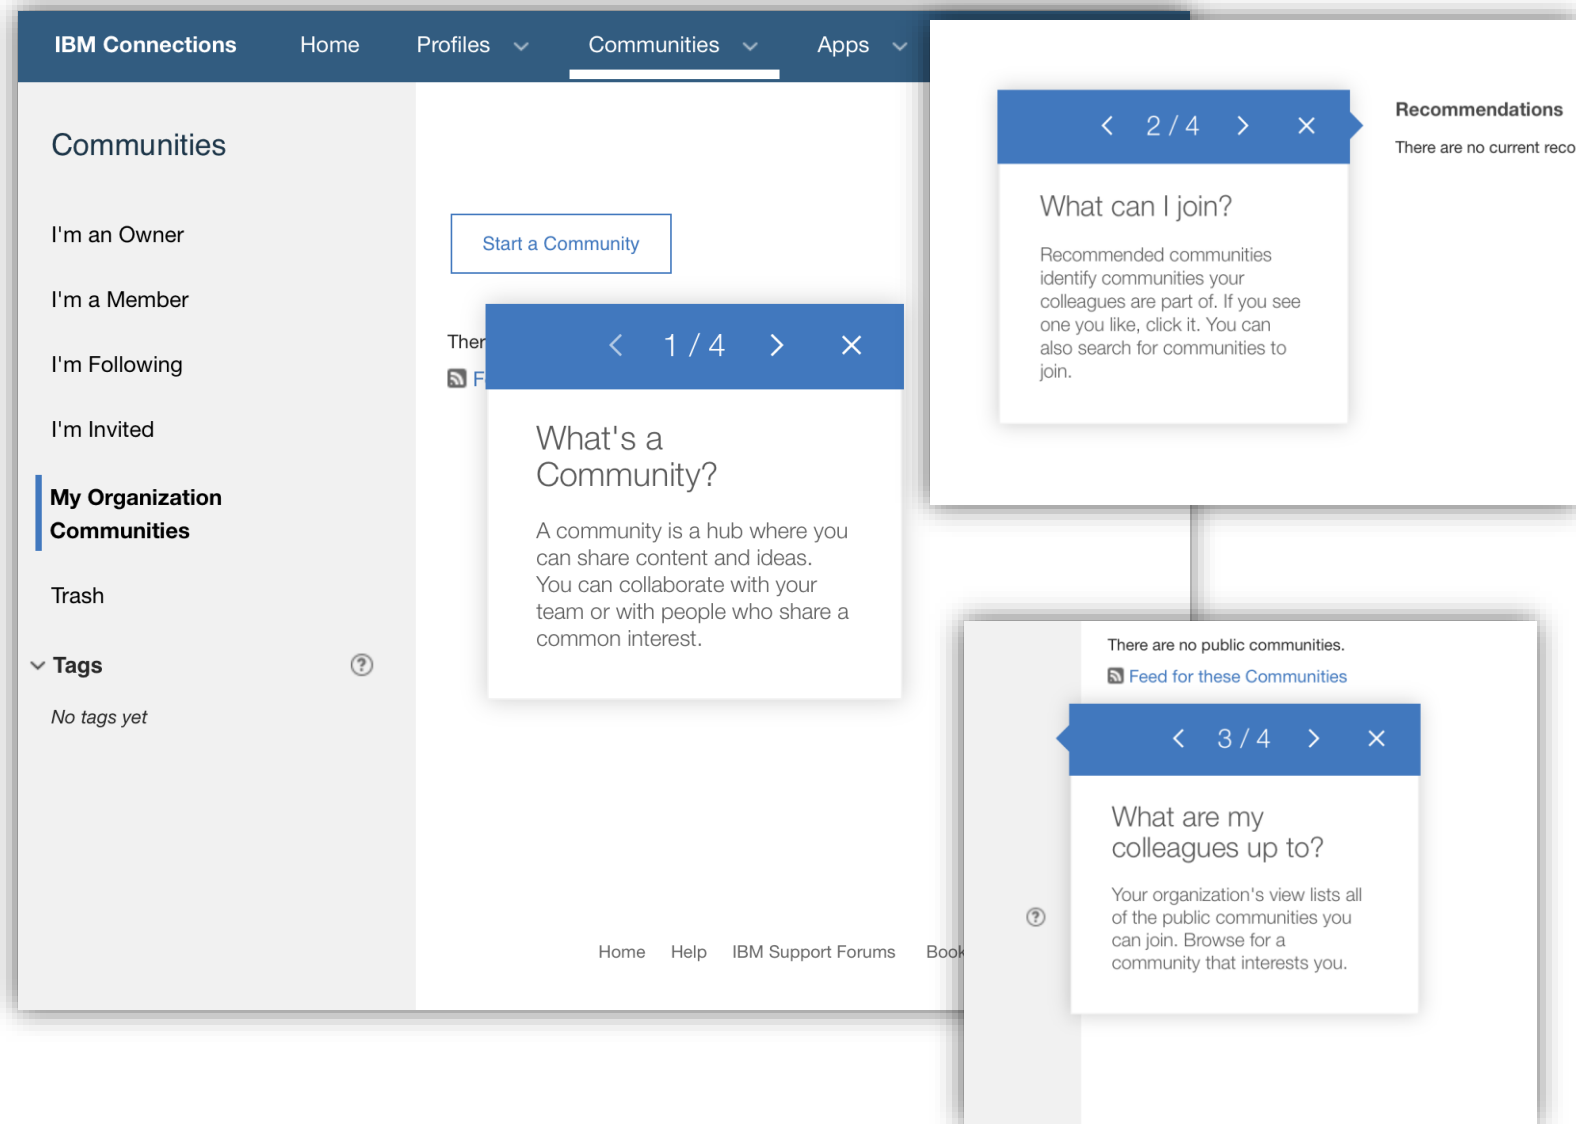 IBM Connections Home Profiles Communities Apps
Communities
I'm an Owner
I'm a Member
I'm Following
I'm Invited
My Organization
Communities
Trash
Tags
No tags yet
Start a Community
1 / 4
What's a
Community?
A community is a hub where you
can share content and ideas.
You can collaborate with your
team or with people who share a
common interest.
Home Help IBM Support Forums
2 / 4
What can I join?
Recommended communities
identify communities your
colleagues are part of. If you see
one you like, click it. You can
also search for communities to
join.
Recommendations
There are no current
There are no public communities.
Feed for these Communities
3 / 4
What are my
colleagues up to?
Your organization's view lists all
of the public communities you
can join. Browse for a
community that interests you.